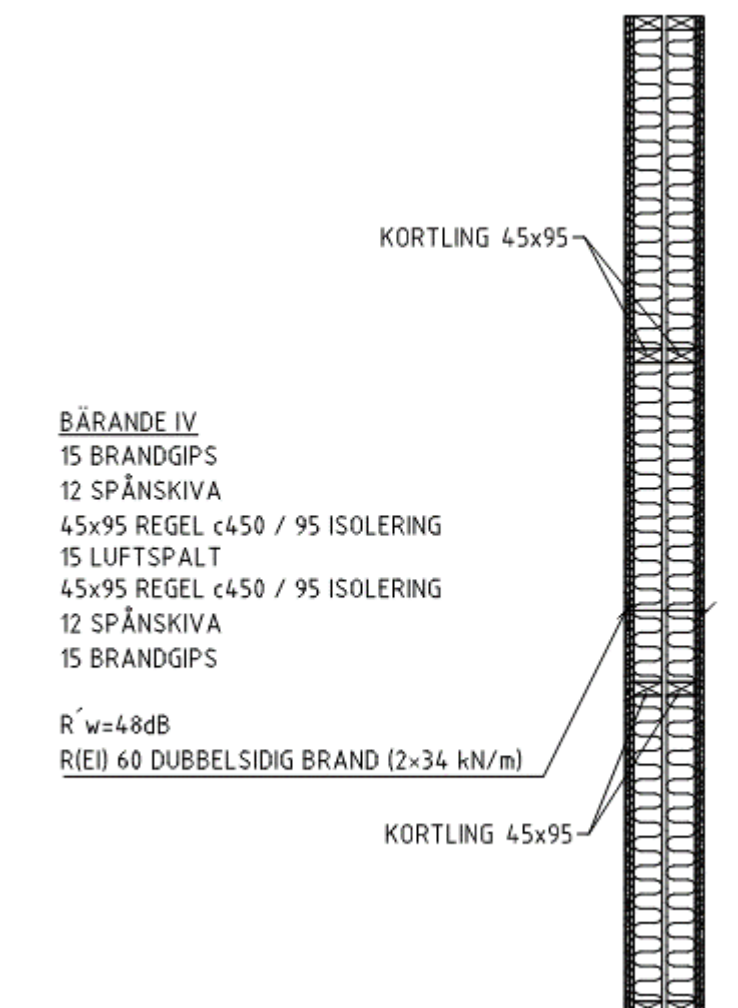 KORTLING 45x95
BÄRANDE IV
15 BRANDGIPS
12 SPÅNSKIVA
45x95 REGEL c450 / 95 ISOLERING
15 LUFTSPALT
45x95 REGEL c450 / 95 ISOLERING
12 SPÅNSKIVA
15 BRANDGIPS
R´w=48dB
R(EI) 60 DUBBELSIDIG BRAND (2×34 kN/m)
KORTLING 45x95